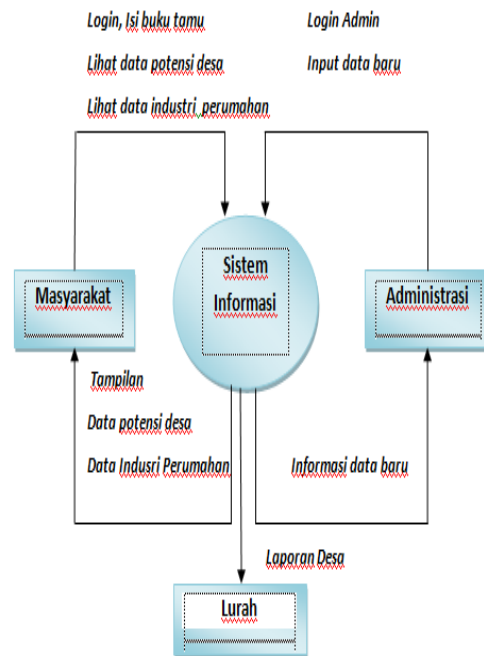 Login, Isi buku tamu
Lihat data potensi desa
Lihat data industri perumahan
Login Admin
Input data baru
Sistem
Informasi
Masyarakat
Administrasi
Tampilan
Data potensi desa
Data Indusri Perumahan
Informasi data baru
Laporan Desa
Lurah